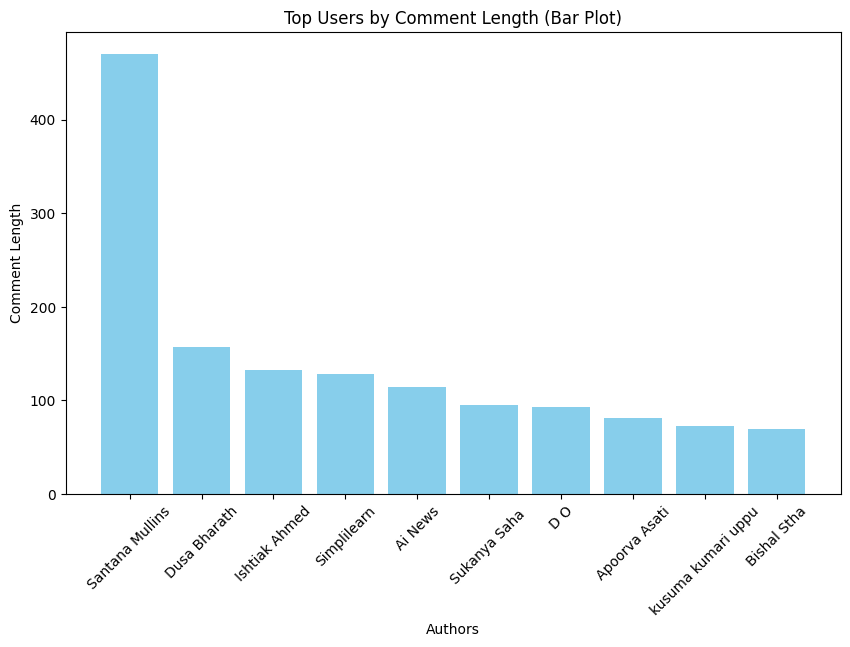 Top Users by Comment Length (Bar Plot)
Comment Length
400
300
200
100
0
Santana Mullins
Dusa Bharath
Ishtiak Ahmed
Simplilearn
Ai News
Sukanya Saha
D O
Apoorva Asati
kusuma kumari uppu
Bishal Stha
Authors